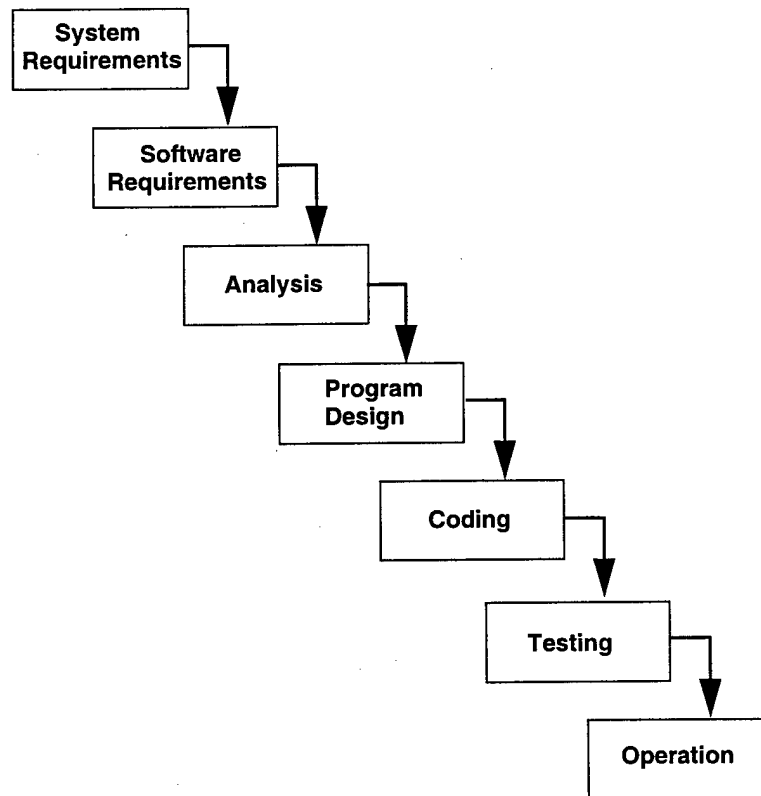 System
Requirements
Software
Requirements
Analysis
Program
Design
Coding
Testing
Operation